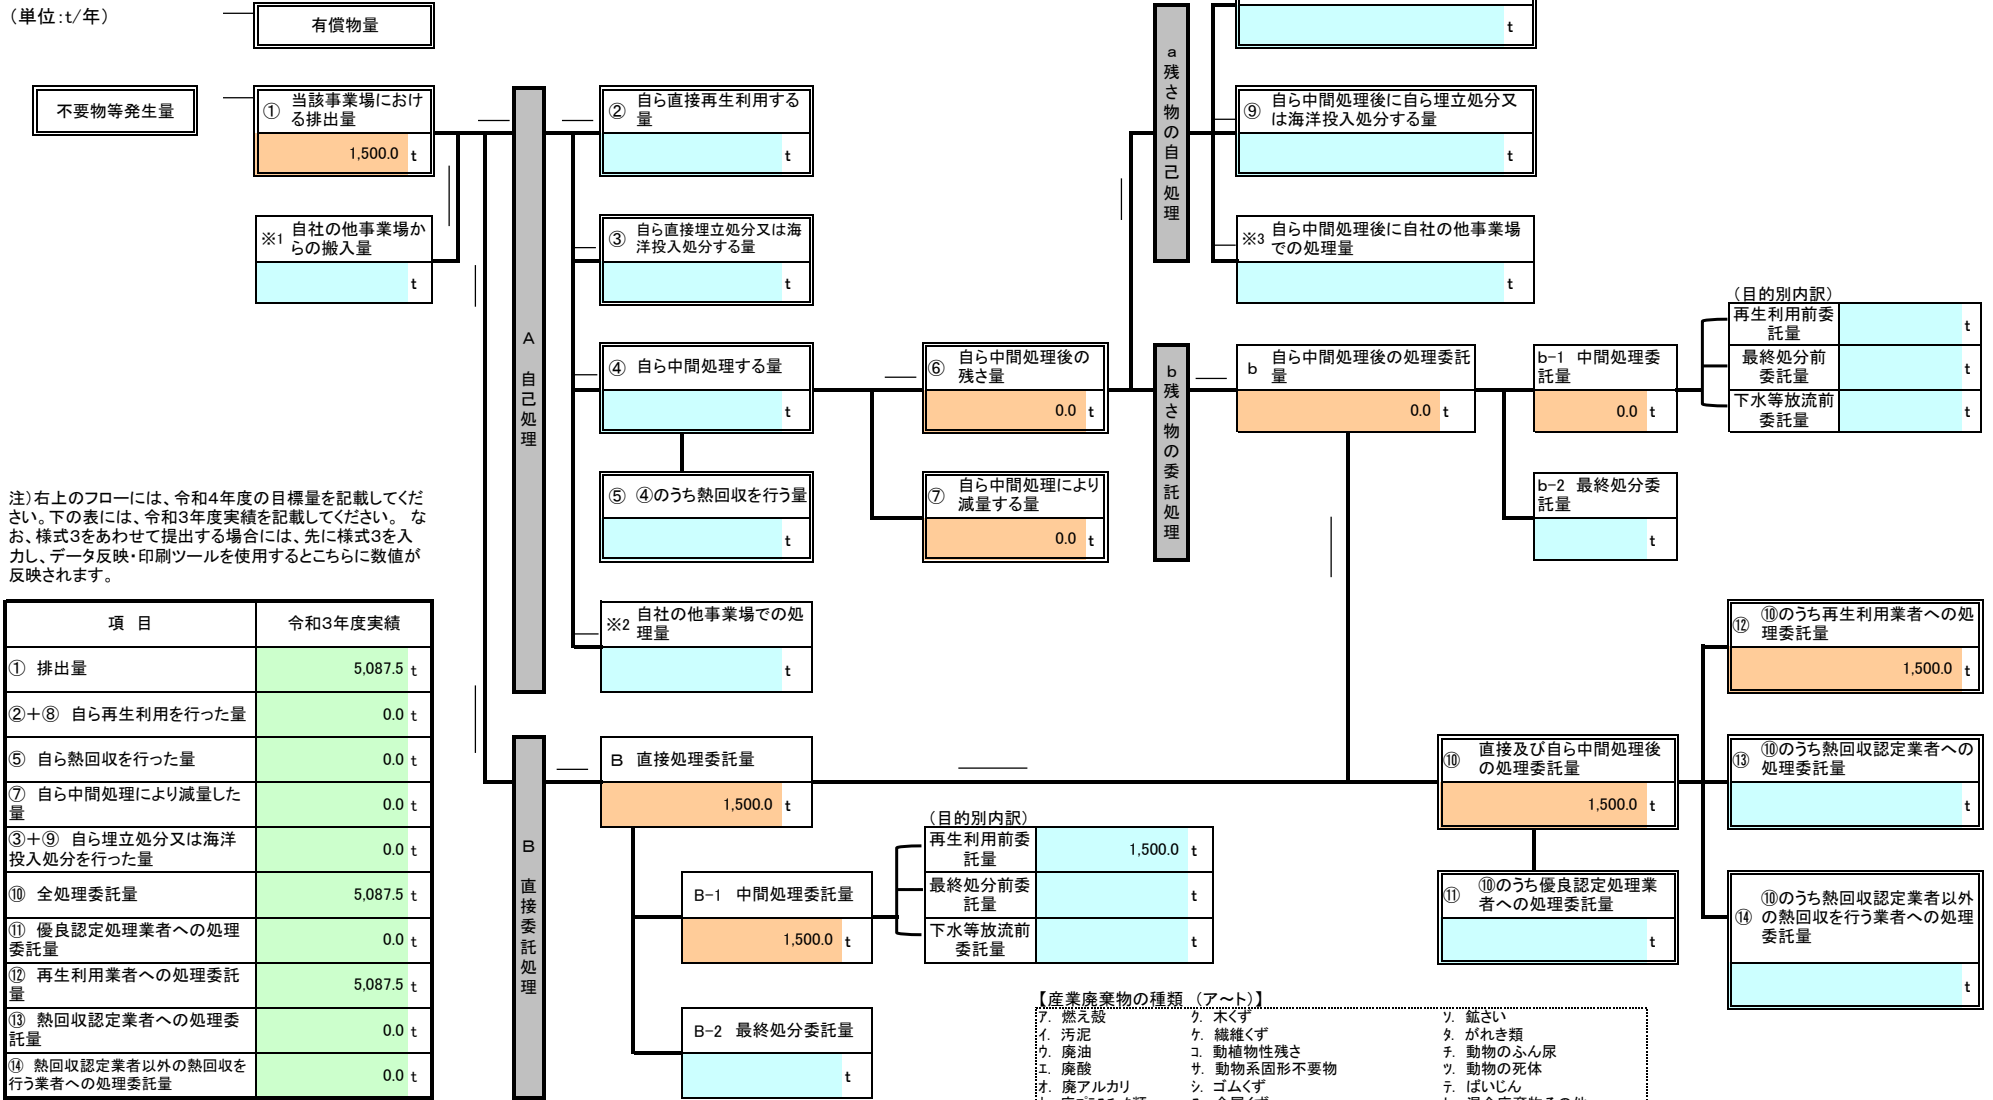 (単位:t/年)
有償物量
不要物等発生量
① 当該事業場におけ
る排出量
1,500.0 t
※1 自社の他事業場か
らの搬入量
t
A 自己処理
② 自ら直接再生利用する
量
t
③ 自ら直接埋立処分又は海
洋投入処分する量
t
④ 自ら中間処理する量
t
⑤ ④のうち熱回収を行う量
t
※2 自社の他事業場での処
理量
t
⑥ 自ら中間処理後の
残さ量
0.0 t
⑦ 自ら中間処理により
減量する量
0.0 t
a 残さ物の自己処理
t
⑨ 自ら中間処理後に自ら埋立処分又
は海洋投入処分する量
t
※3 自ら中間処理後に自社の他事業場
での処理量
t
b 残さ物の委託処理
b 自ら中間処理後の処理委託
量
0.0 t
b-1 中間処理委
託量
0.0 t
b-2 最終処分委
託量
t
(目的別内訳)
再生利用前委
託量
t
最終処分前
委託量
t
下水等放流前
委託量
t
注)右上のフローには、令和4年度の目標量を記載してくだ
さい。下の表には、令和3年度実績を記載してください。 な
お、様式3をあわせて提出する場合には、先に様式3を入
力し、データ反映・印刷ツールを使用するとこちらに数値が
反映されます。
項 目 令和3年度実績
① 排出量 5,087.5 t
②+⑧ 自ら再生利用を行った量 0.0 t
⑤ 自ら熱回収を行った量 0.0 t
⑦ 自ら中間処理により減量した
量 0.0 t
③+⑨ 自ら埋立処分又は海洋
投入処分を行った量 0.0 t
⑩ 全処理委託量 5,087.5 t
⑪ 優良認定処理業者への処理
委託量 0.0 t
⑫ 再生利用業者への処理委託
量 5,087.5 t
⑬ 熱回収認定業者への処理委
託量 0.0 t
⑭ 熱回収認定業者以外の熱回収を
行う業者への処理委託量 0.0 t
B 直接委託処理
B 直接処理委託量
1,500.0 t
B-1 中間処理委託量
1,500.0 t
B-2 最終処分委託量
t
(目的別内訳)
再生利用前委
託量
1,500.0 t
最終処分前委
託量
t
下水等放流前
委託量
t
⑩ 直接及び自ら中間処理後
の処理委託量
1,500.0 t
⑪ ⑩のうち優良認定処理業
者への処理委託量
t
⑫ ⑩のうち再生利用業者への処
理委託量
1,500.0 t
⑬ ⑩のうち熱回収認定業者への
処理委託量
t
⑭ ⑩のうち熱回収認定業者以外
の熱回収を行う業者への処理
委託量
t
【産業廃棄物の種類 (ア~ト)】
ア. 燃え殻 ク. 木くず ソ. 鉱さい
イ. 汚泥 ケ. 繊維くず タ. がれき類
ウ. 廃油 コ. 動植物性残さ チ. 動物のふん尿
エ. 廃酸 サ. 動物系固形不要物 ツ. 動物の死体
オ. 廃アルカリ シ. ゴムくず テ. ばいじん